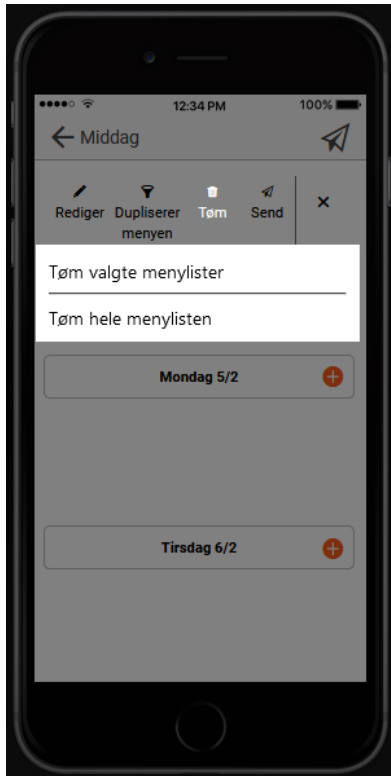 12:34 PM
100%
Middag
Rediger
Dupliserer
menyen
Tøm
Send
Tøm valgte menylister
Tøm hele menylisten
Mondag 5/2
Tirsdag 6/2